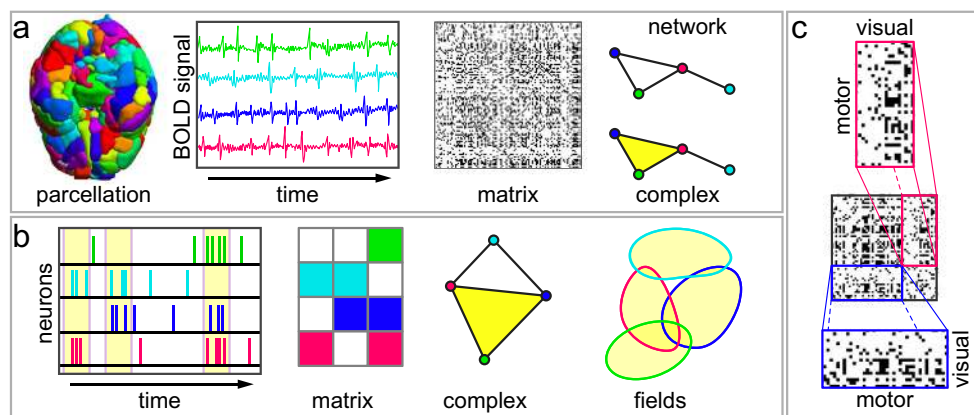 a
parcellation
BOLD signal
time
matrix
network
complex
b
neurons
time
matrix
complex
fields
c
visual
motor
visual
motor